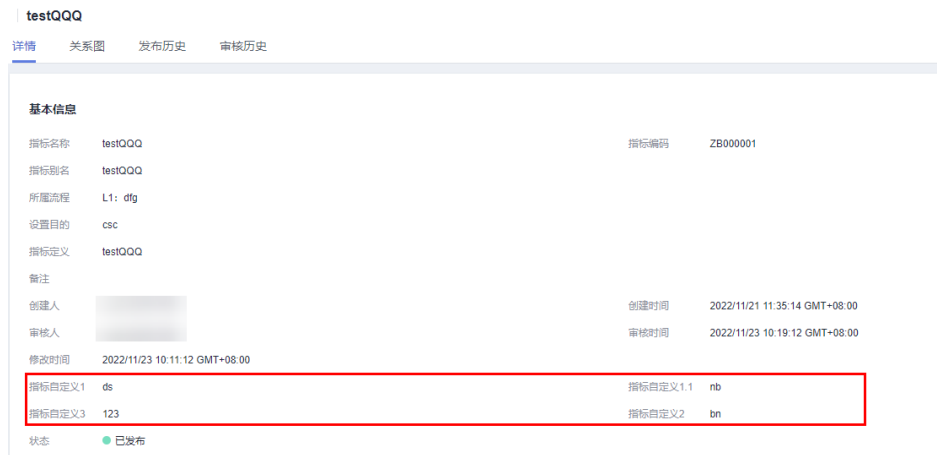 testQQQ
详情 关系图 发布历史 审核历史
基本信息
指标名称 testQQQ 指标编码 ZB000001
指标别名 testQQQ
所属流程 L1：dfg
设置目的 csc
指标定义 testQQQ
备注
创建人 创建时间 2022/11/21 11:35:14 GMT+08:00
审核人 审核时间 2022/11/23 10:19:12 GMT+08:00
修改时间 2022/11/23 10:11:12 GMT+08:00
指标自定义1 ds 指标自定义1.1 nb
指标自定义3 123 指标自定义2 bn
状态 已发布